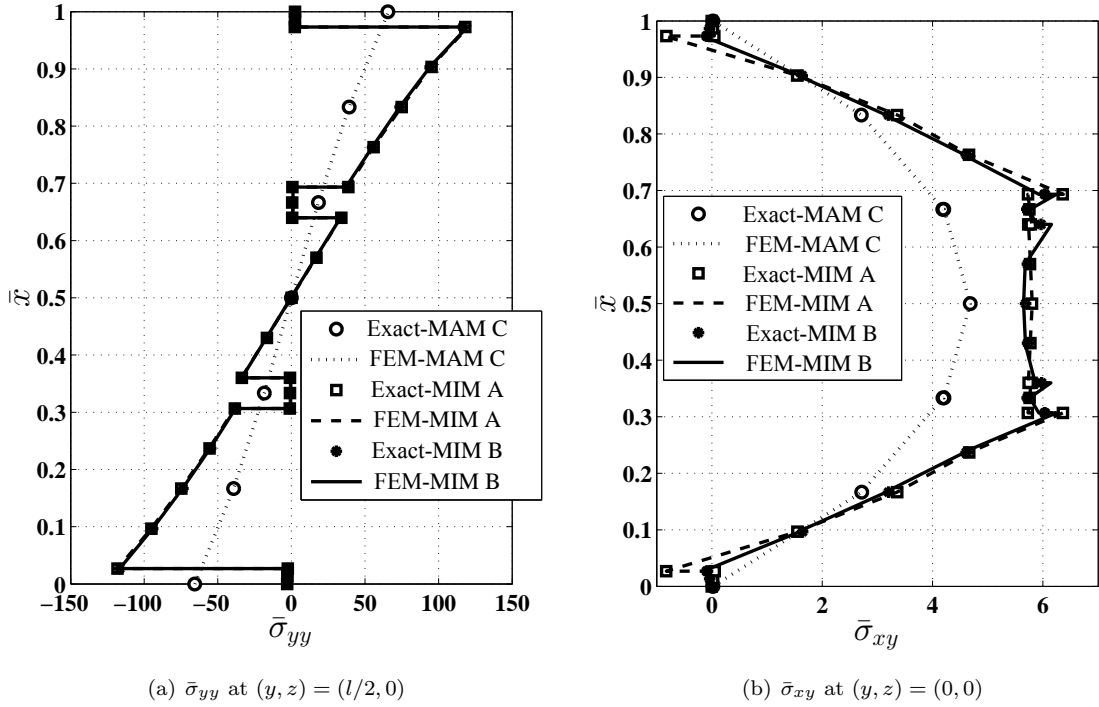 1
0.9
0.8
0.7
0.6
0.5
0.4
0.3
0.2
0.1
0
x̄
−150 −100 −50 0 50 100 150
σ̄yy
Exact-MAM C
FEM-MAM C
Exact-MIM A
FEM-MIM A
Exact-MIM B
FEM-MIM B
(a) σ̄yy at (y, z) = (l/2, 0)
1
0.9
0.8
0.7
0.6
0.5
0.4
0.3
0.2
0.1
0
x̄
0 2 4 6
σ̄xy
Exact-MAM C
FEM-MAM C
Exact-MIM A
FEM-MIM A
Exact-MIM B
FEM-MIM B
(b) σ̄xy at (y, z) = (0, 0)